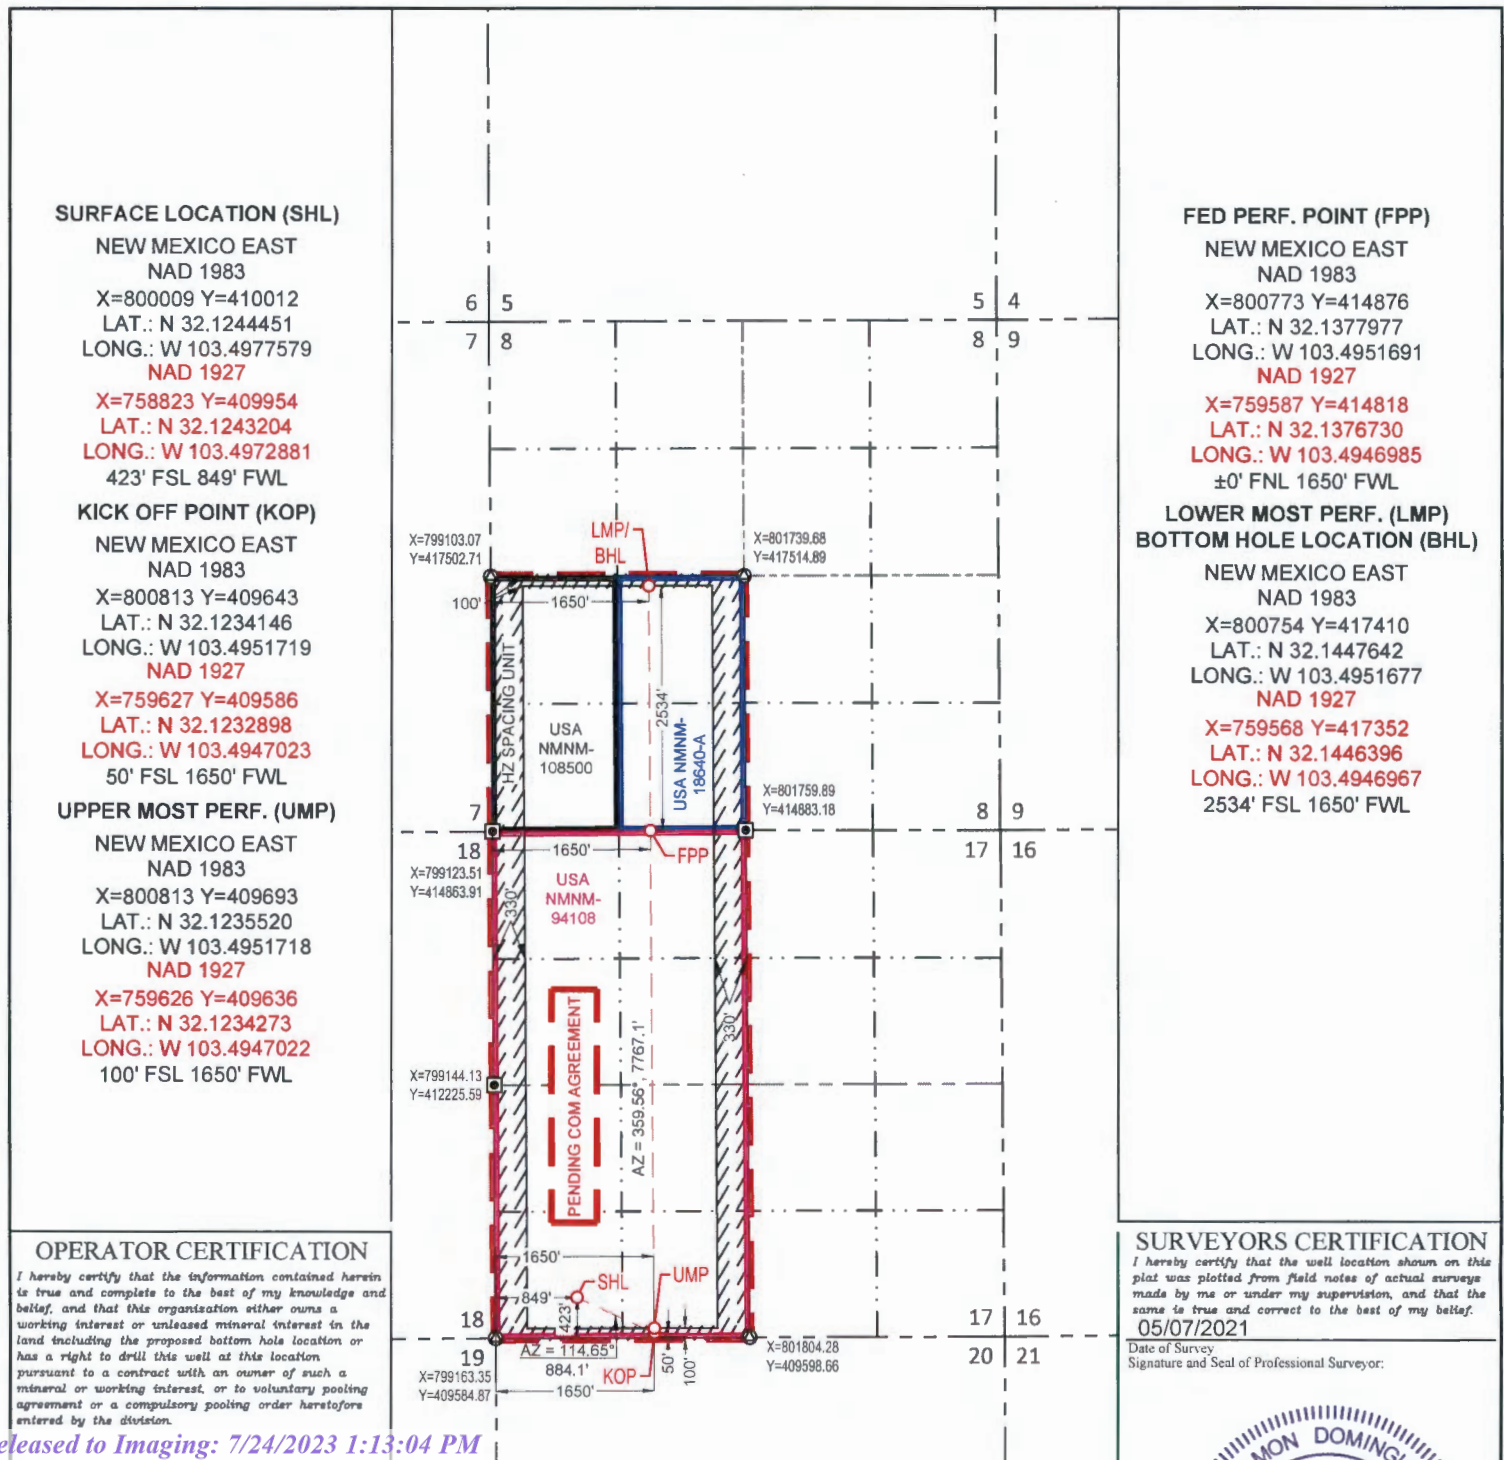 SURFACE LOCATION (SHL)
NEW MEXICO EAST
NAD 1983
X=800009 Y=410012
LAT.: N 32.1244451
LONG.: W 103.4977579
NAD 1927
X=758823 Y=409954
LAT.: N 32.1243204
LONG.: W 103.4972881
423' FSL 849' FWL
KICK OFF POINT (KOP)
NEW MEXICO EAST
NAD 1983
X=800813 Y=409643
LAT.: N 32.1234146
LONG.: W 103.4951719
NAD 1927
X=759627 Y=409586
LAT.: N 32.1232898
LONG.: W 103.4947023
50' FSL 1650' FWL
UPPER MOST PERF. (UMP)
NEW MEXICO EAST
NAD 1983
X=800813 Y=409693
LAT.: N 32.1235520
LONG.: W 103.4951718
NAD 1927
X=759626 Y=409636
LAT.: N 32.1234273
LONG.: W 103.4947022
100' FSL 1650' FWL
OPERATOR CERTIFICATION
I hereby certify that the information contained herein
is true and complete to the best of my knowledge and
belief, and that this organization either owns a
working interest or unleased mineral interest in the
land including the proposed bottom hole location or
has a right to drill this well at this location
pursuant to a contract with an owner of such a
mineral or working interest, or to voluntary pooling
agreement or a compulsory pooling order heretofore
entered by the division.
6 5
7 8
5 4
8 9
X=799103.07
Y=417502.71
LMP/
BHL
X=801739.68
Y=417514.89
100'
1650'
HZ SPACING UNIT
USA
NMNM-
108500
2534'
USA NMNM-
18640-A
X=801759.89
Y=414883.18
7
18
8 9
17 16
1650'
FPP
X=799123.51
Y=414863.91
330'
USA
NMNM-
94108
PENDING COM AGREEMENT
AZ = 359.56°, 7767.1'
330'
X=799144.13
Y=412225.59
1650'
SHL
UMP
849'
423'
18
19
17 16
20 21
AZ = 114.65°
884.1'
KOP
50'
100'
X=801804.28
Y=409598.66
X=799163.35
Y=409584.87
1650'
FED PERF. POINT (FPP)
NEW MEXICO EAST
NAD 1983
X=800773 Y=414876
LAT.: N 32.1377977
LONG.: W 103.4951691
NAD 1927
X=759587 Y=414818
LAT.: N 32.1376730
LONG.: W 103.4946985
±0' FNL 1650' FWL
LOWER MOST PERF. (LMP)
BOTTOM HOLE LOCATION (BHL)
NEW MEXICO EAST
NAD 1983
X=800754 Y=417410
LAT.: N 32.1447642
LONG.: W 103.4951677
NAD 1927
X=759568 Y=417352
LAT.: N 32.1446396
LONG.: W 103.4946967
2534' FSL 1650' FWL
SURVEYORS CERTIFICATION
I hereby certify that the well location shown on this
plat was plotted from field notes of actual surveys
made by me or under my supervision, and that the
same is true and correct to the best of my belief.
05/07/2021
Date of Survey
Signature and Seal of Professional Surveyor:
eleased to Imaging: 7/24/2023 1:13:04 PM